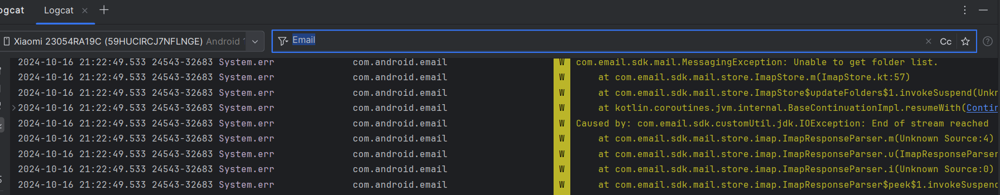 ogcat Logcat
Xiaomi 23054RA19C (59HUCIRCJ7NFLNGE) Android Email Cc
2024-10-16 21:22:49.533 24543-32683 System.err com.android.email W com.email.sdk.mail.MessagingException: Unable to get folder list.
2024-10-16 21:22:49.533 24543-32683 System.err com.android.email W at com.email.sdk.mail.store.ImapStore.m(ImapStore.kt:57)
2024-10-16 21:22:49.533 24543-32683 System.err com.android.email W at com.email.sdk.mail.store.ImapStore$updateFolders$1.invokeSuspend(Unkn
2024-10-16 21:22:49.533 24543-32683 System.err com.android.email W at kotlin.coroutines.jvm.internal.BaseContinuationImpl.resumeWith(Contin
2024-10-16 21:22:49.533 24543-32683 System.err com.android.email W Caused by: com.email.sdk.customUtil.jdk.IOException: End of stream reached
2024-10-16 21:22:49.533 24543-32683 System.err com.android.email W at com.email.sdk.mail.store.imap.ImapResponseParser.m(Unknown Source:4)
2024-10-16 21:22:49.533 24543-32683 System.err com.android.email W at com.email.sdk.mail.store.imap.ImapResponseParser.u(ImapResponseParser
2024-10-16 21:22:49.533 24543-32683 System.err com.android.email W at com.email.sdk.mail.store.imap.ImapResponseParser.i(Unknown Source:0)
2024-10-16 21:22:49.533 24543-32683 System.err com.android.email W at com.email.sdk.mail.store.imap.ImapResponseParser$peek$1.invokeSuspend